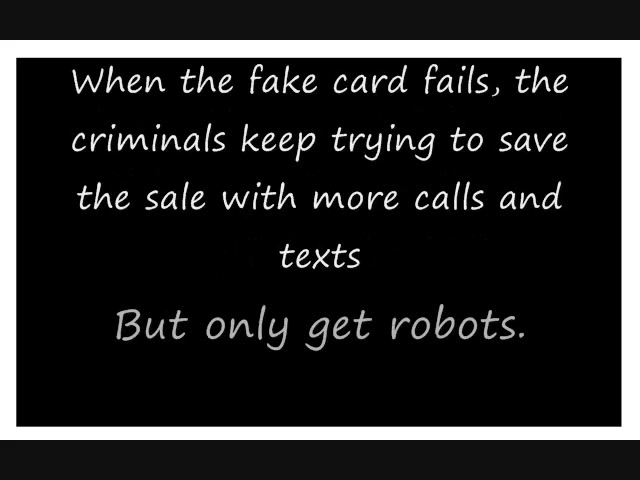 When the fake card fails, the
criminals keep trying to save
the sale with more calls and
texts
But only get robots.